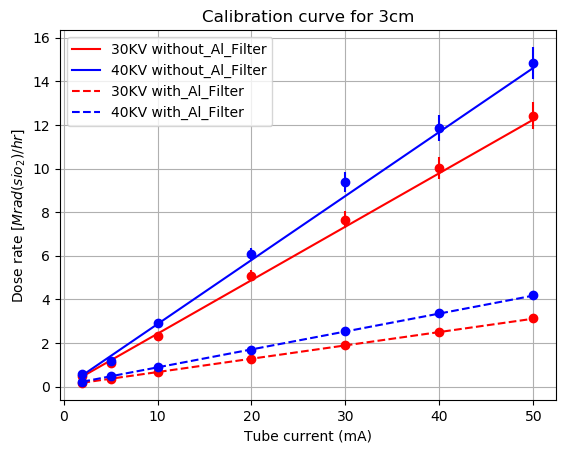 Calibration curve for 3cm
30KV without_Al_Filter
40KV without_Al_Filter
30KV with_Al_Filter
40KV with_Al_Filter
Dose rate [Mrad(sio₂)/hr]
16
14
12
10
8
6
4
2
0
0
10
20
30
40
50
Tube current (mA)